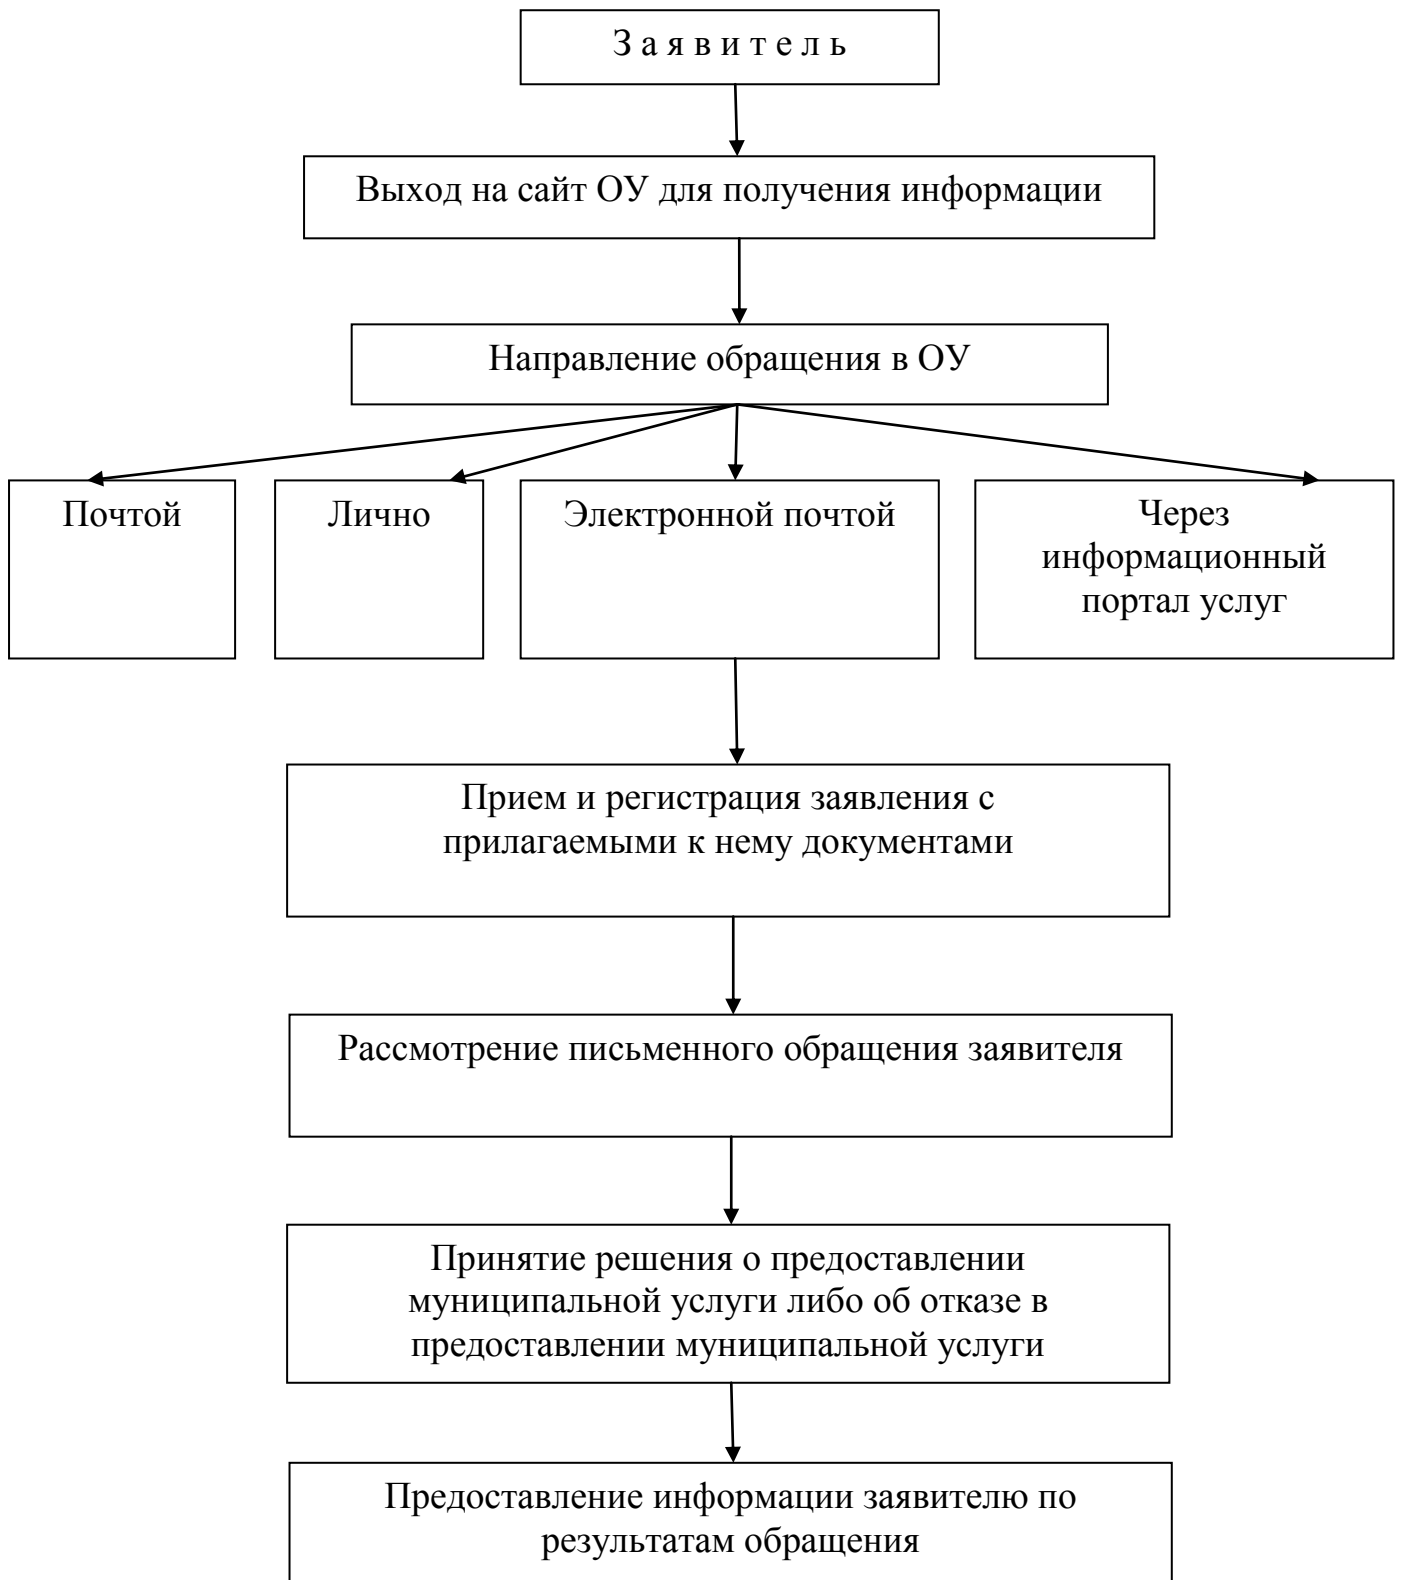 З а я в и т е л ь
Выход на сайт ОУ для получения информации
Направление обращения в ОУ
Почтой
Лично
Электронной почтой
Через
информационный
портал услуг
Прием и регистрация заявления с
прилагаемыми к нему документами
Рассмотрение письменного обращения заявителя
Принятие решения о предоставлении
муниципальной услуги либо об отказе в
предоставлении муниципальной услуги
Предоставление информации заявителю по
результатам обращения